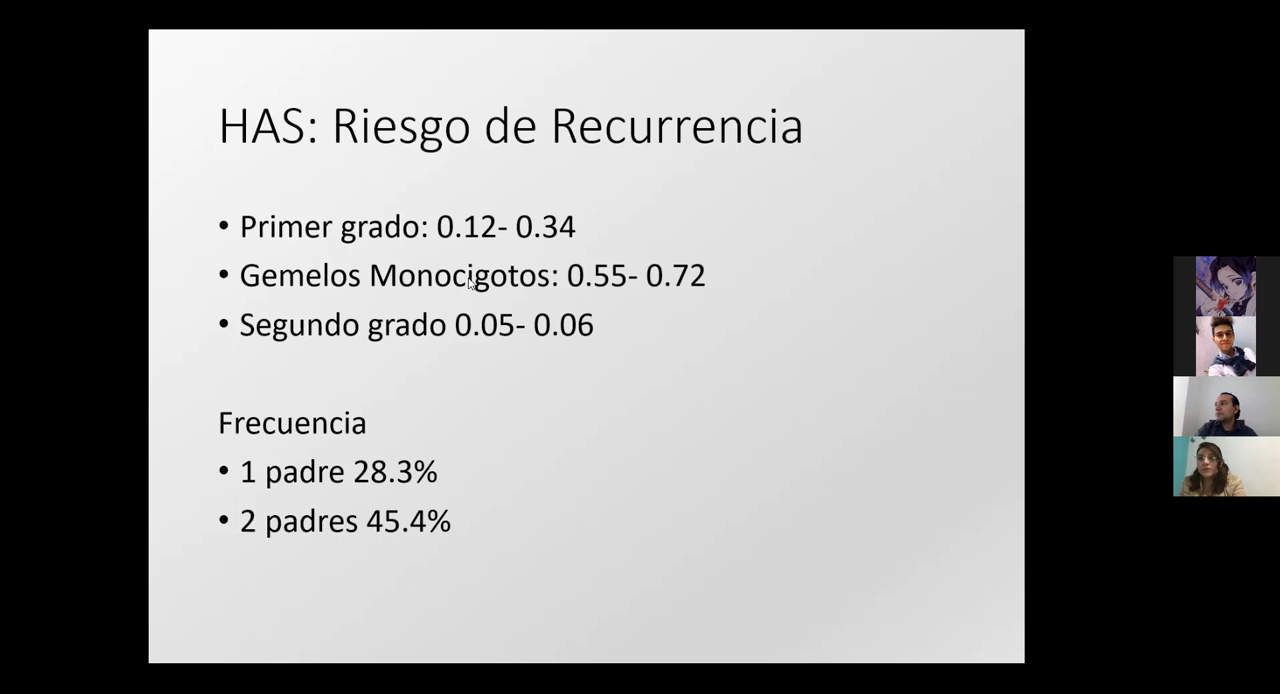 HAS: Riesgo de Recurrencia
• Primer grado: 0.12- 0.34
• Gemelos Monocigotos: 0.55- 0.72
• Segundo grado 0.05- 0.06
Frecuencia
• 1 padre 28.3%
• 2 padres 45.4%